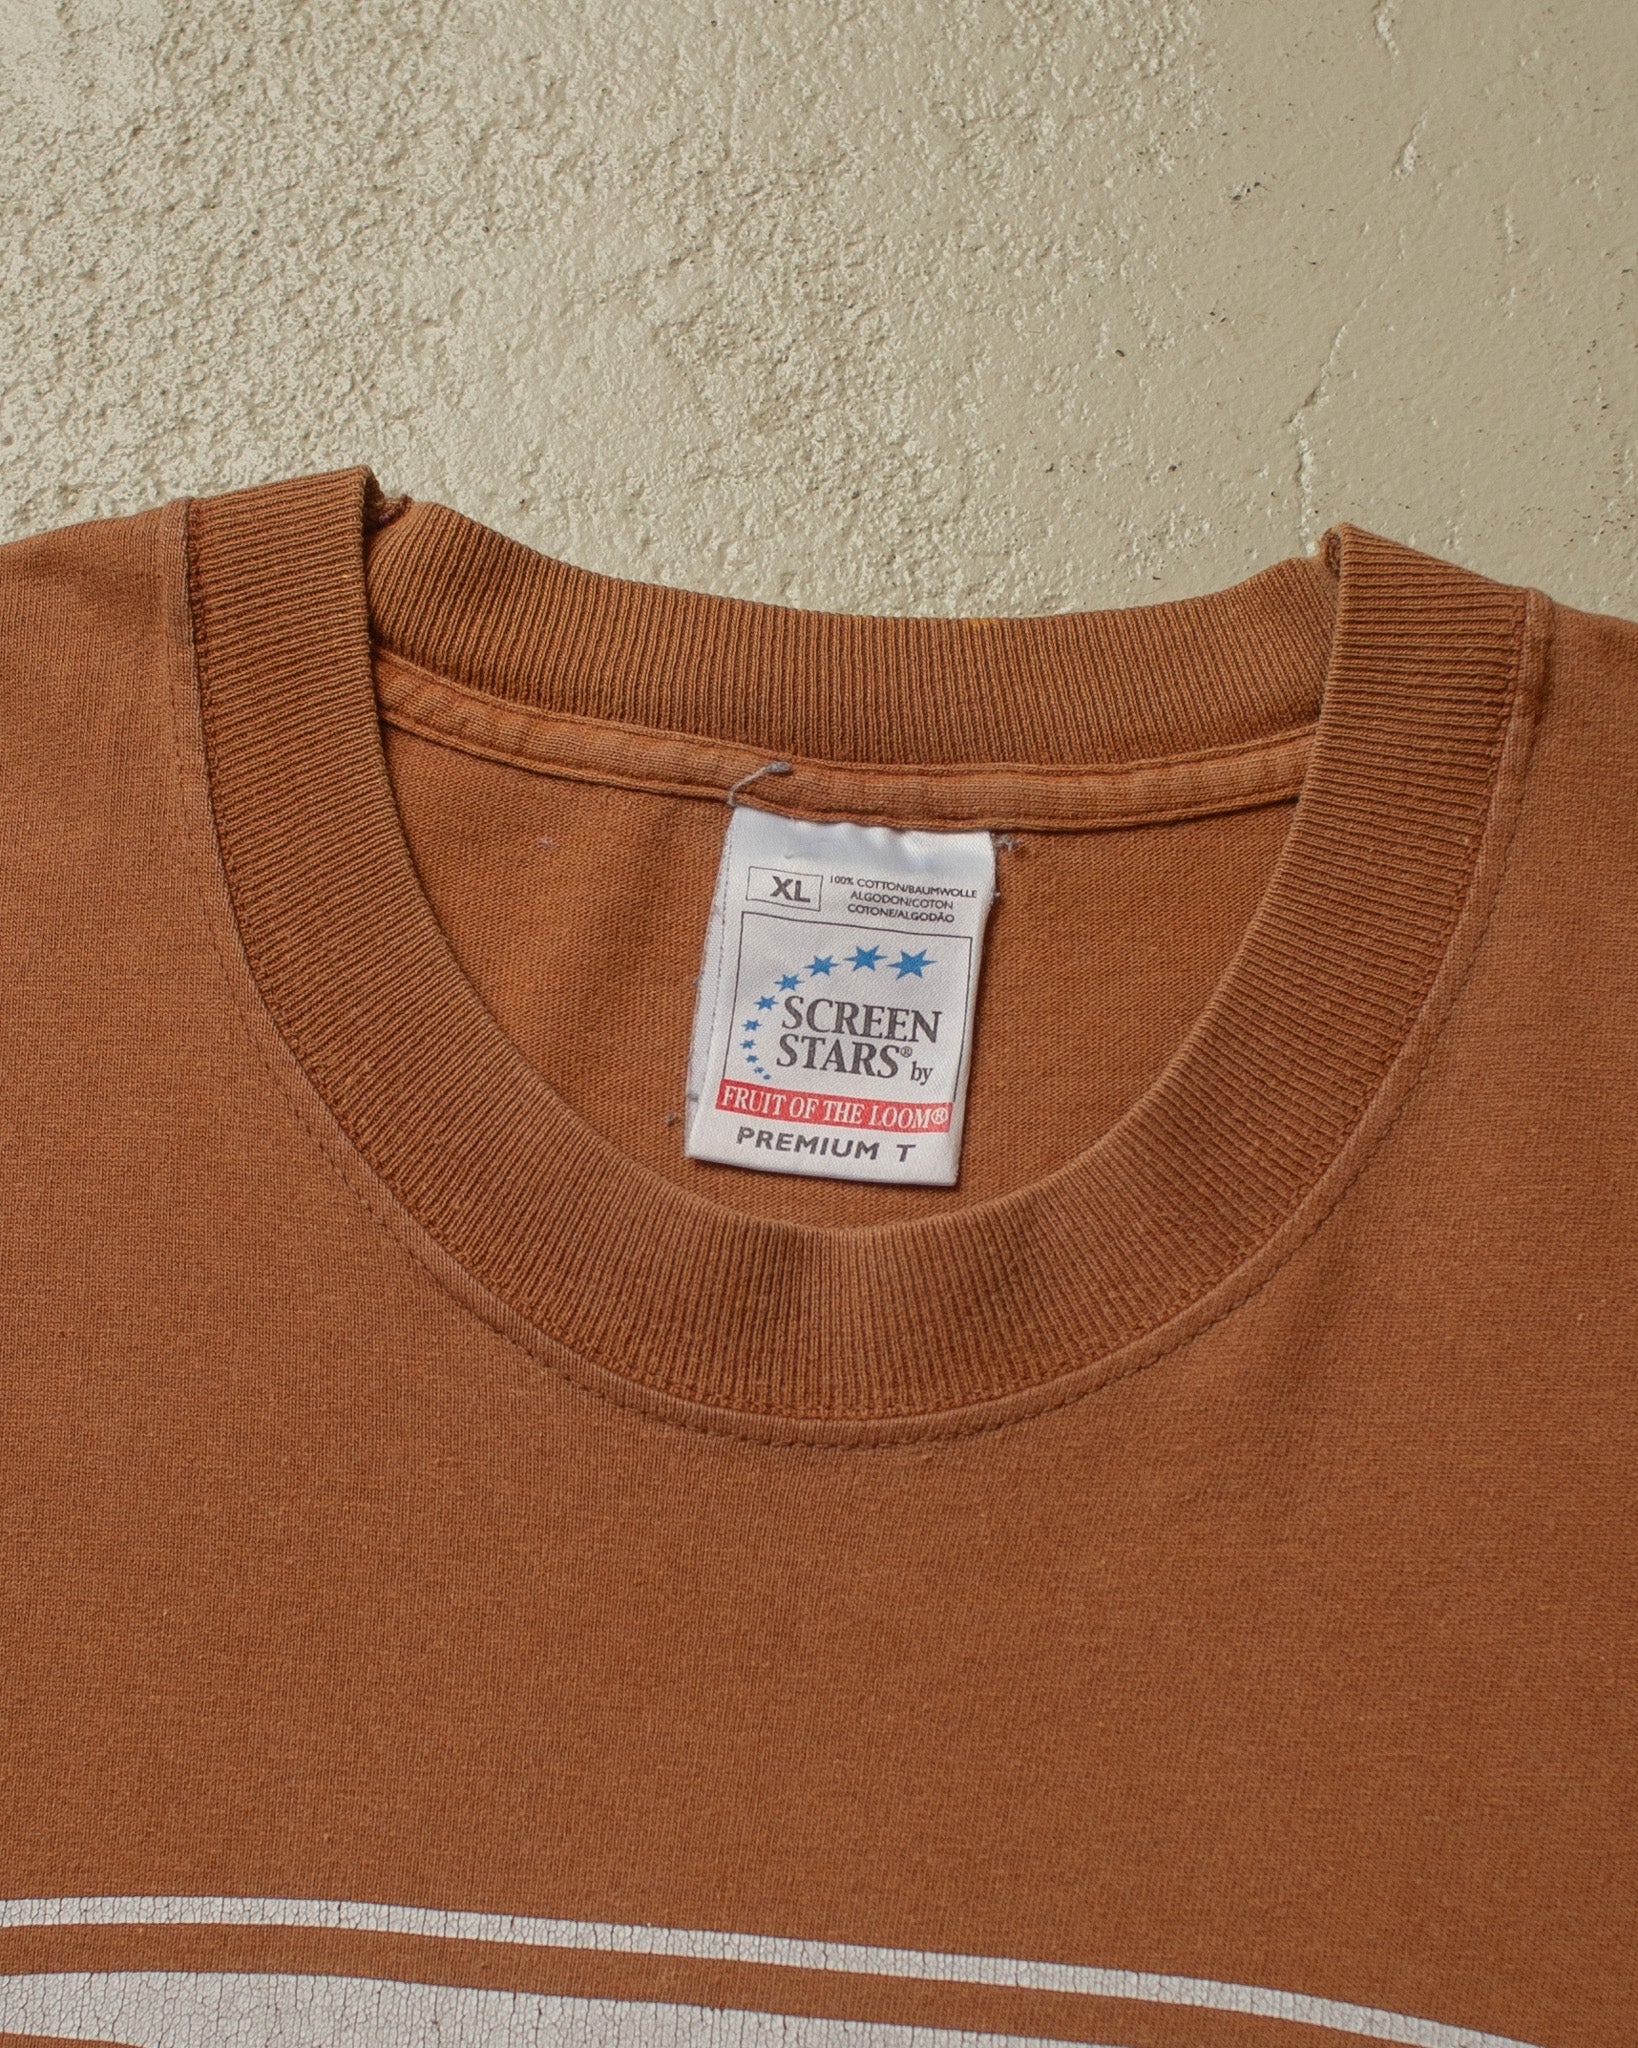 XL
100% COTTON/BAUMWOLLE
ALGODON/COTON
COTONE/ALGODÃO
SCREEN
STARS® by
FRUIT OF THE LOOM®
PREMIUM T